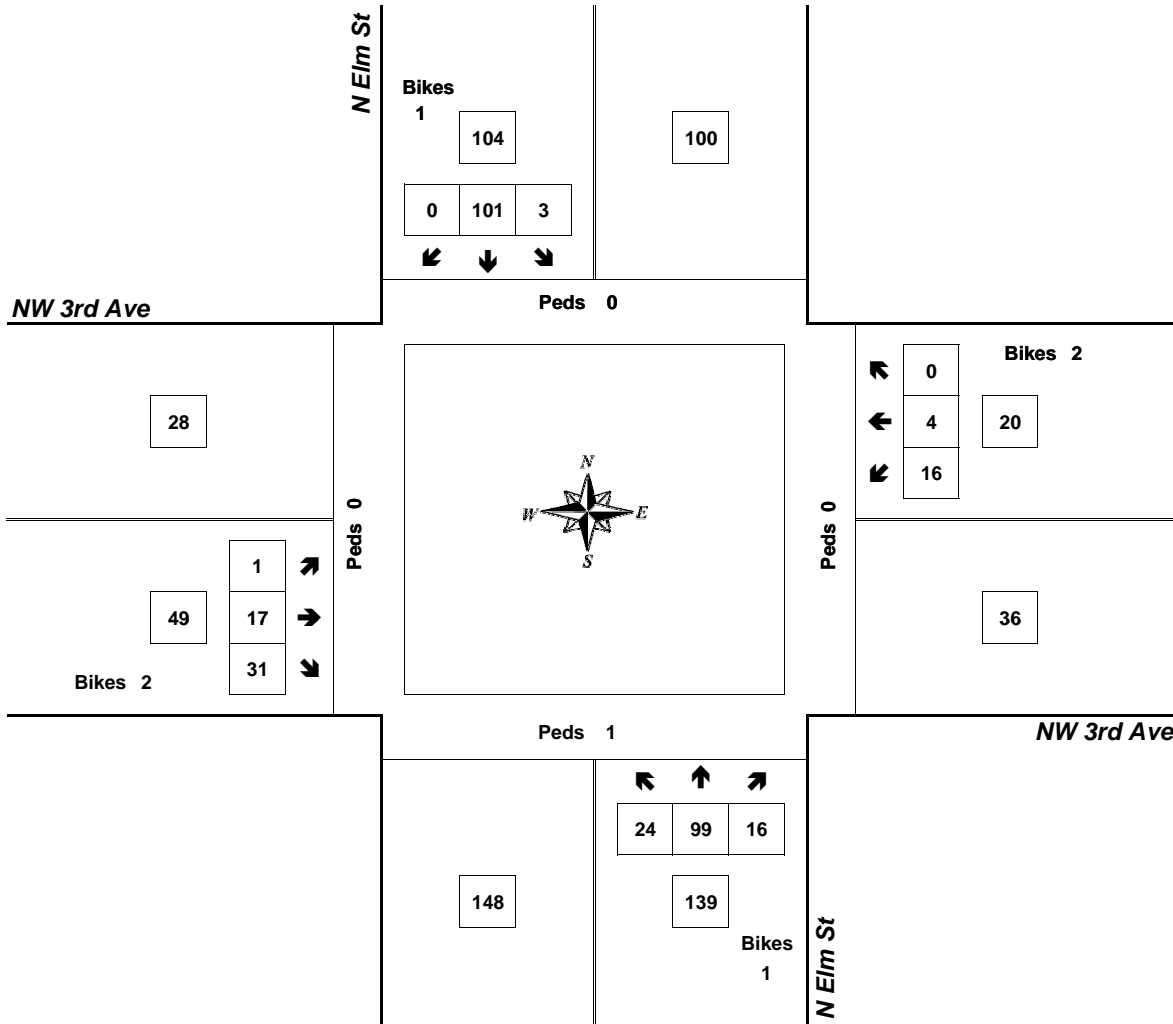 N Elm St
Bikes
1
104
100
0 101 3
Peds 0
NW 3rd Ave
Bikes 2
0
28
4 20
16
N
W E
S
Peds 0
Peds 0
1
49 17
36
31
Bikes 2
Peds 1
NW 3rd Ave
24 99 16
148
139
Bikes
1
N Elm St